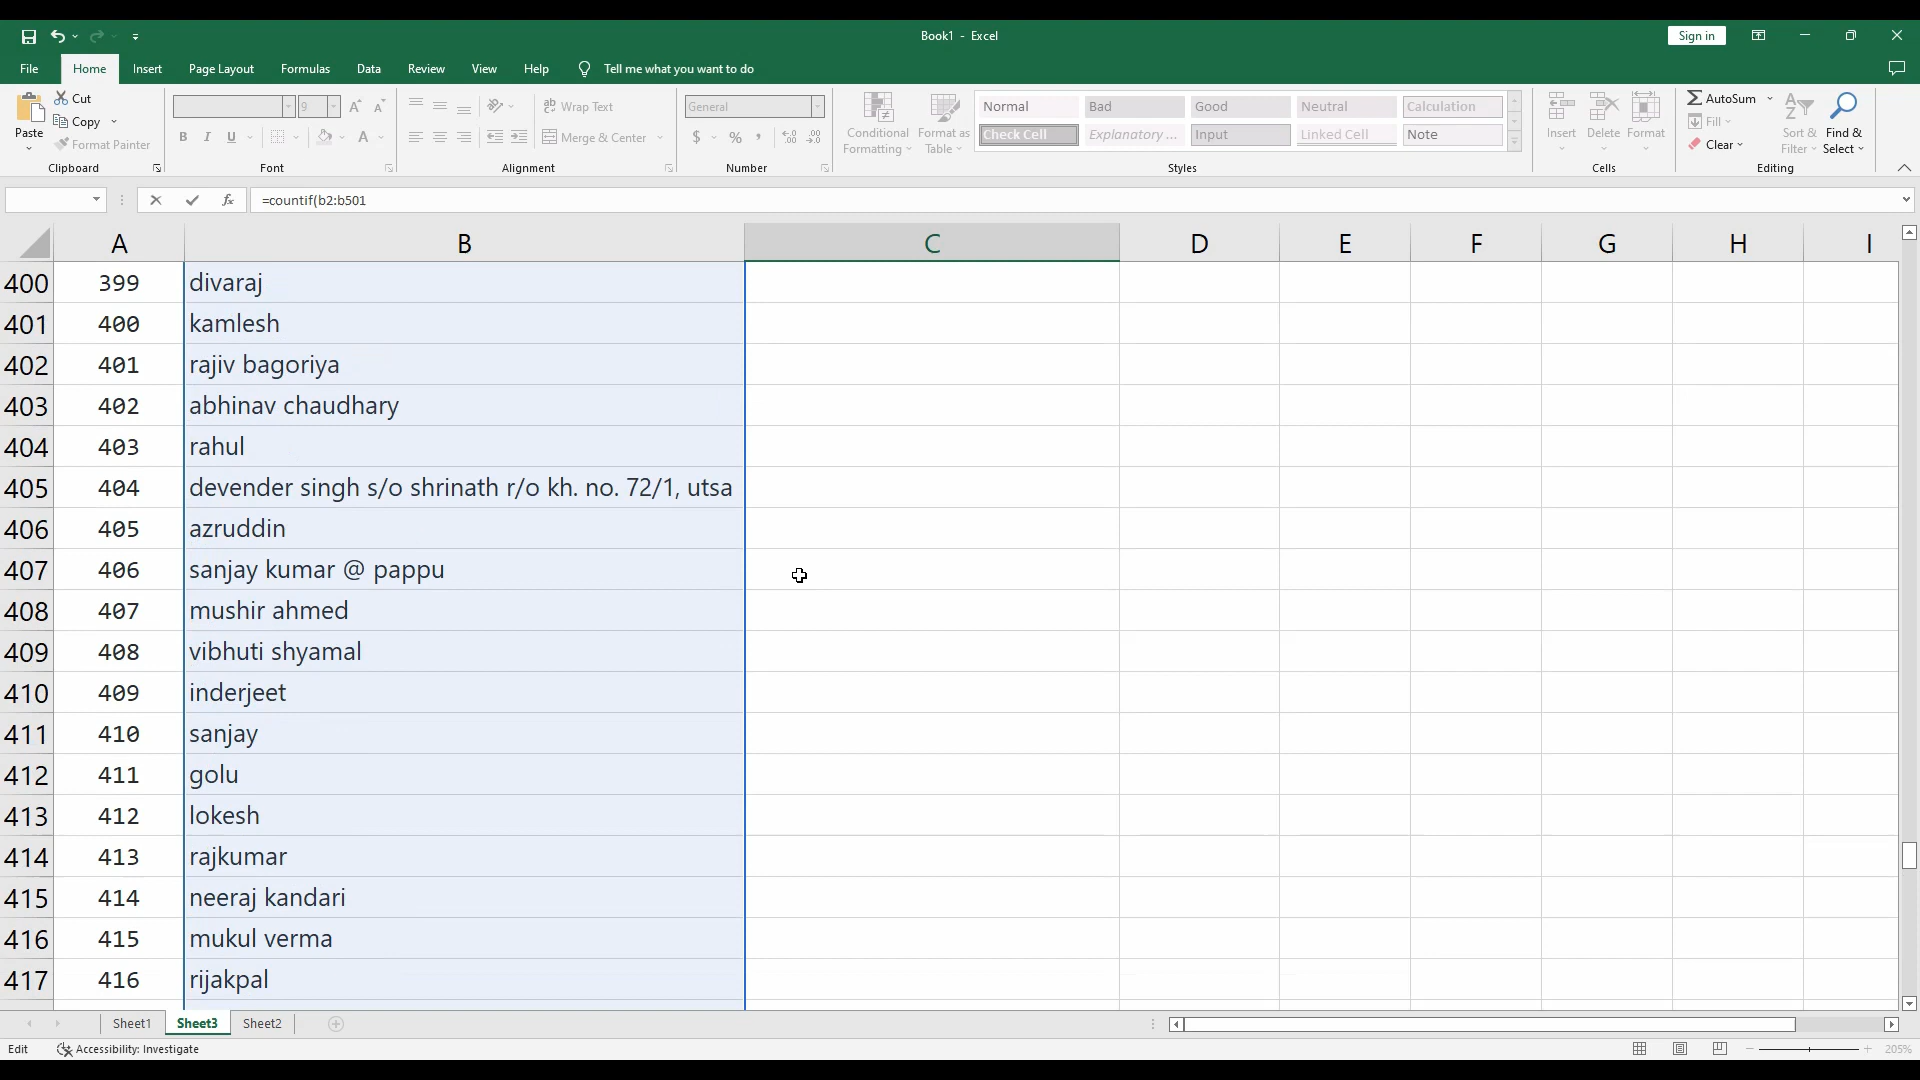 Book1 - Excel
Sign in
File Home Insert Page Layout Formulas Data Review View Help Tell me what you want to do
Paste
Cut
Copy
Format Painter
Clipboard
9
B I U
A
Font
Wrap Text
Merge & Center
Alignment
General
$ % ,
Number
Conditional Formatting
Format as Table
Normal Bad Good Neutral Calculation
Check Cell Explanatory ... Input Linked Cell Note
Styles
Insert Delete Format
Cells
AutoSum
Fill
Clear
Sort & Filter
Find & Select
Editing
fx =countif(b2:b501
A B C D E F G H I
400 399 divaraj
401 400 kamlesh
402 401 rajiv bagoriya
403 402 abhinav chaudhary
404 403 rahul
405 404 devender singh s/o shrinath r/o kh. no. 72/1, utsa
406 405 azruddin
407 406 sanjay kumar @ pappu
408 407 mushir ahmed
409 408 vibhuti shyamal
410 409 inderjeet
411 410 sanjay
412 411 golu
413 412 lokesh
414 413 rajkumar
415 414 neeraj kandari
416 415 mukul verma
417 416 rijakpal
Sheet1 Sheet3 Sheet2
Edit Accessibility: Investigate 205%